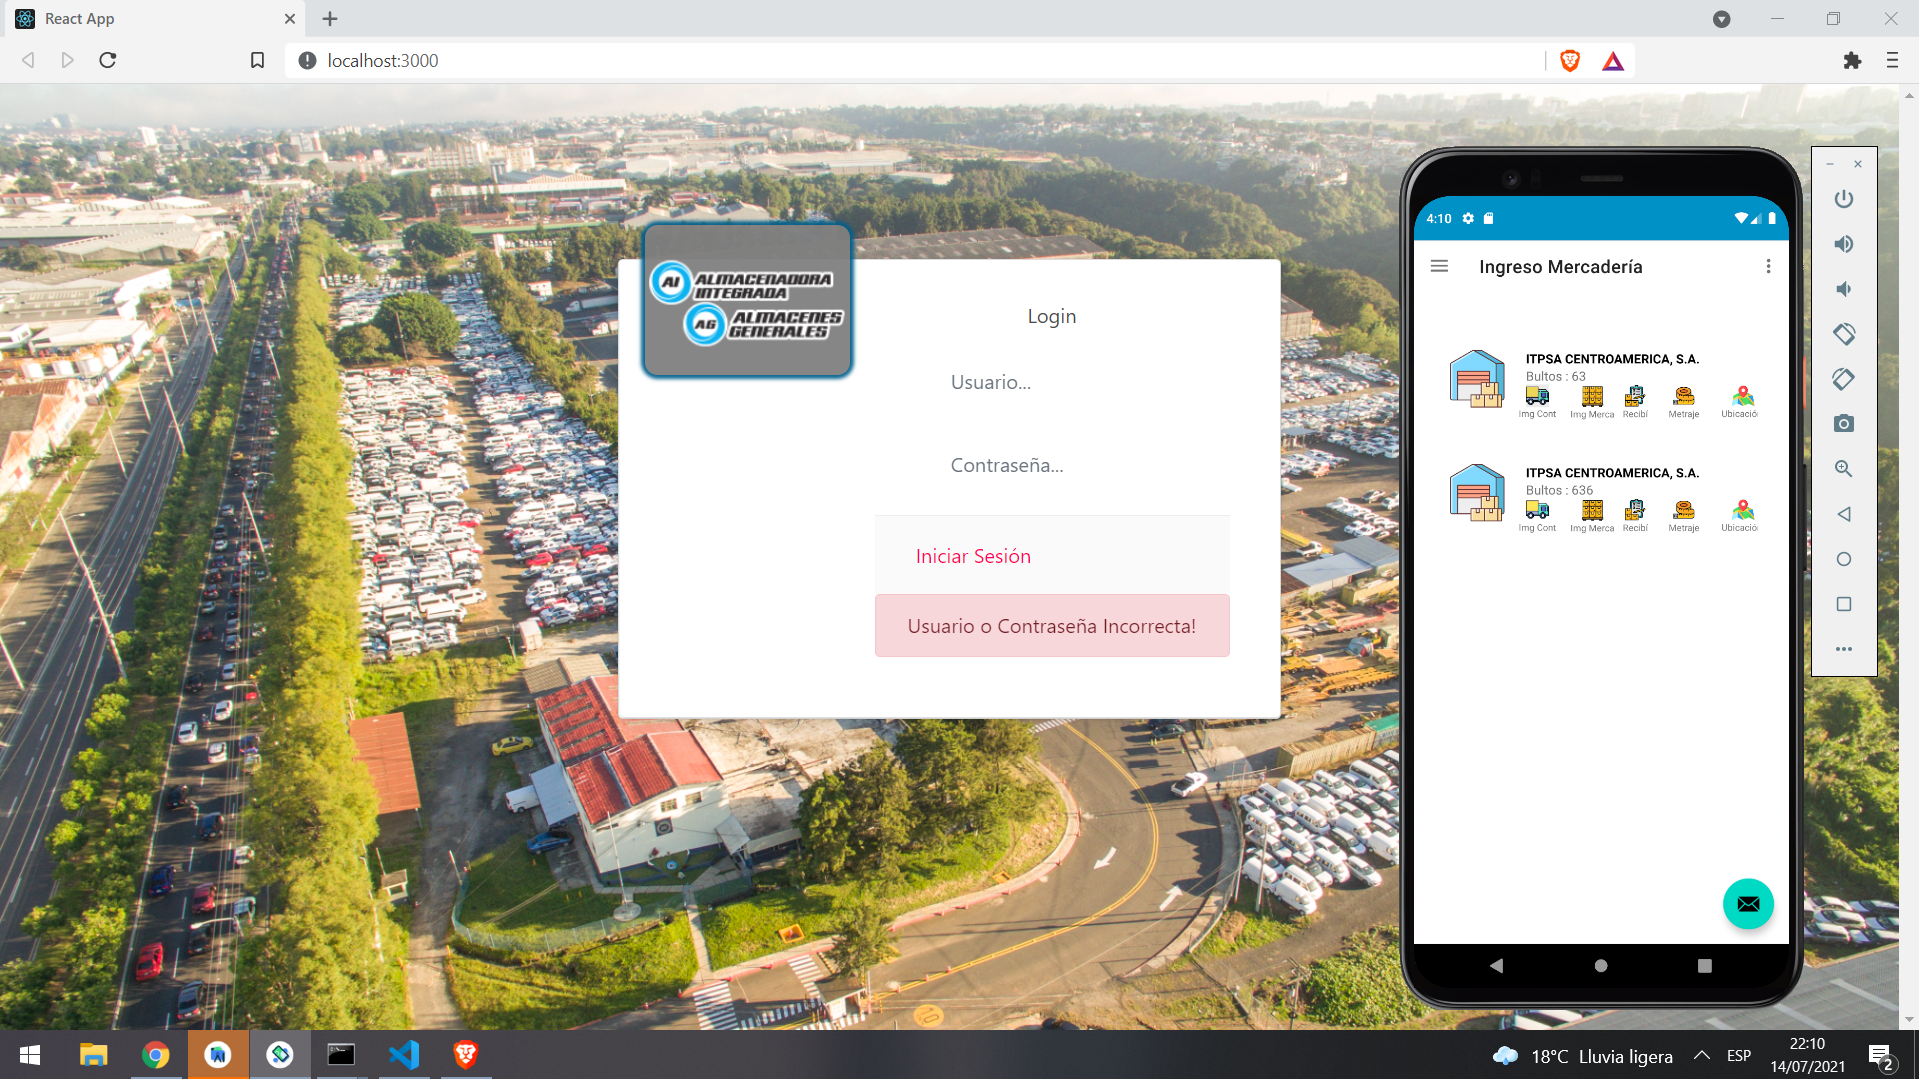 React App
localhost:3000
AI ALMACENADORA
INTEGRADA
AG ALMACENES
GENERALES
Login
Usuario...
Contraseña...
Iniciar Sesión
Usuario o Contraseña Incorrecta!
4:10
Ingreso Mercadería
ITPSA CENTROAMERICA, S.A.
Bultos : 63
Img Cont Img Merca Recibí Metraje Ubicació
ITPSA CENTROAMERICA, S.A.
Bultos : 636
Img Cont Img Merca Recibí Metraje Ubicació
18°C Lluvia ligera ESP
22:10
14/07/2021
2